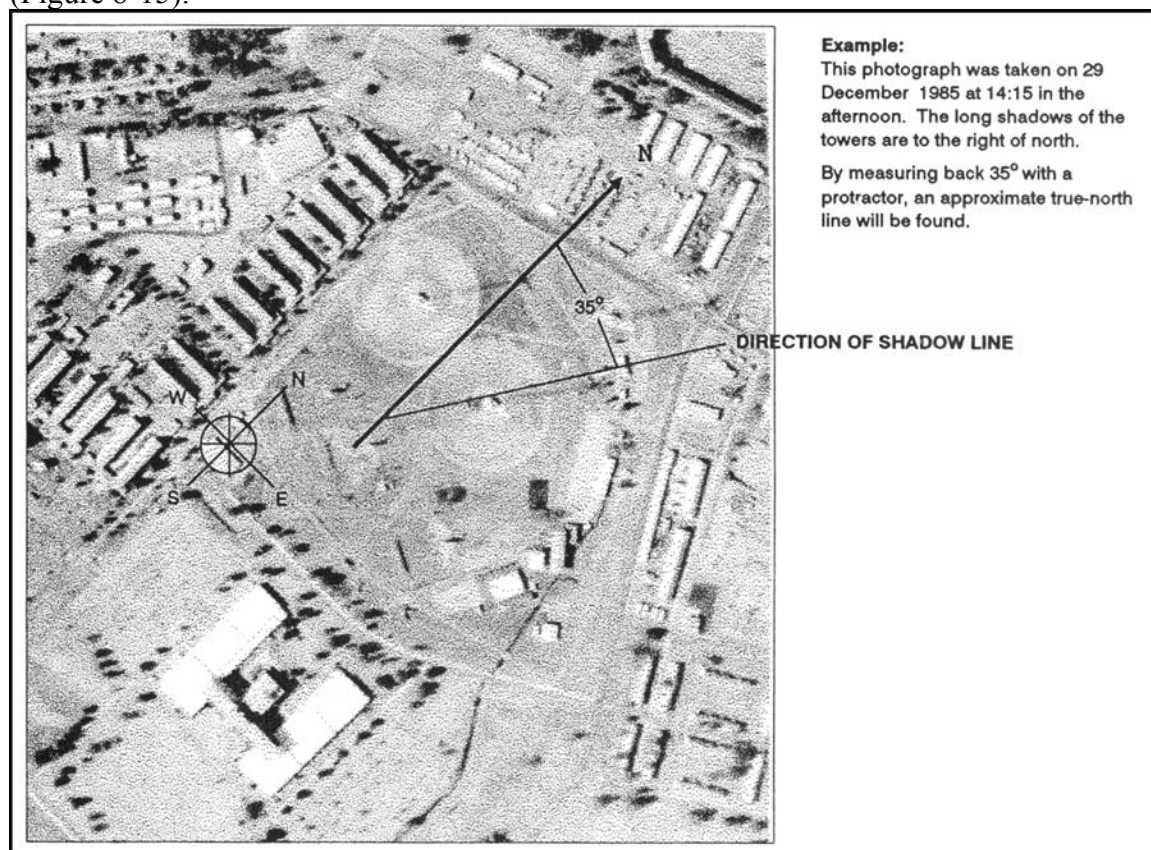 (Figure 8-13).
Example:
This photograph was taken on 29
December 1985 at 14:15 in the
afternoon. The long shadows of the
towers are to the right of north.
By measuring back 35° with a
protractor, an approximate true-north
line will be found.
N
35°
DIRECTION OF SHADOW LINE
W
N
S
E